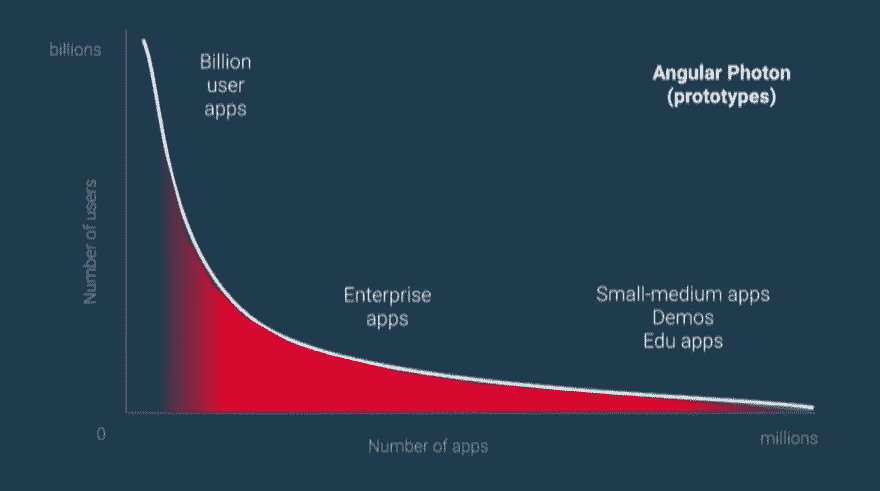 billions
Billion
user
apps
Angular Photon
(prototypes)
Number of users
Enterprise
apps
Small-medium apps
Demos
Edu apps
0
Number of apps
millions